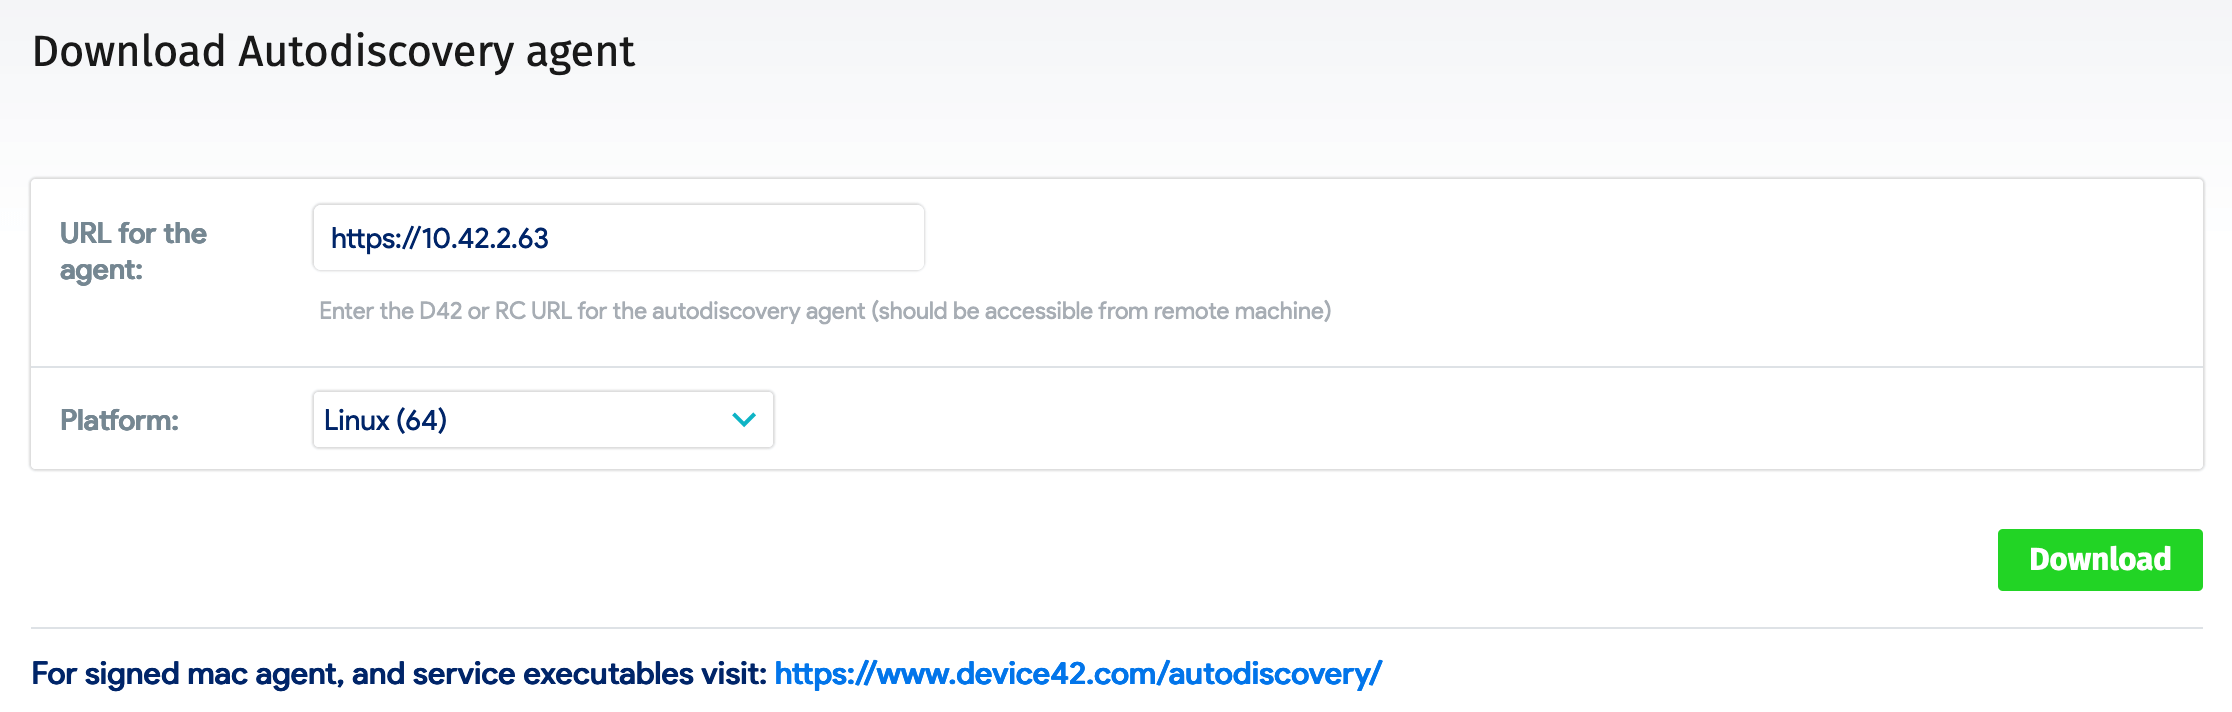 Download Autodiscovery agent
URL for the
agent:
https://10.42.2.63
Enter the D42 or RC URL for the autodiscovery agent (should be accessible from remote machine)
Platform:
Linux (64)
Download
For signed mac agent, and service executables visit: https://www.device42.com/autodiscovery/